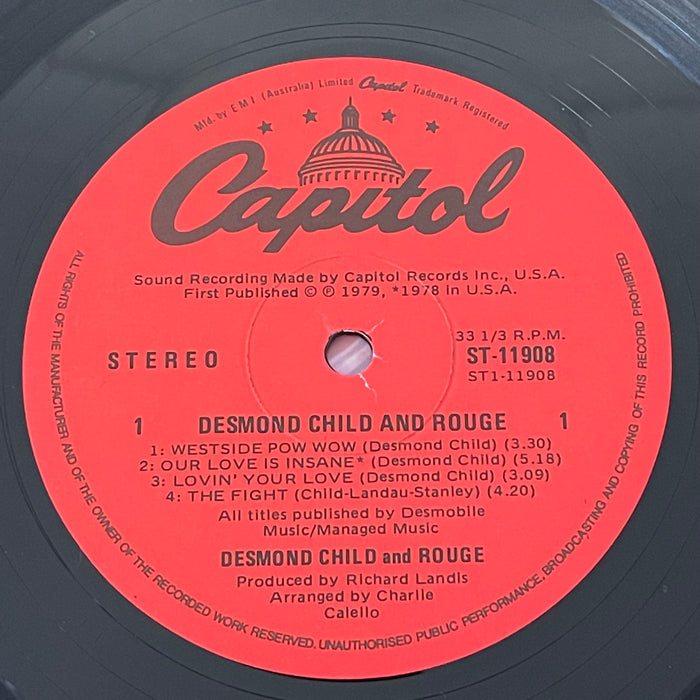 Mfd. by E M I (Australia) Limited Capitol Trademark Registered
Capitol
Sound Recording Made by Capitol Records Inc., U.S.A.
First Published © ℗ 1979, *1978 in U.S.A.
33 1/3 R.P.M.
STEREO ST-11908
ST1-11908
1 DESMOND CHILD AND ROUGE 1
1: WESTSIDE POW WOW (Desmond Child) (3.30)
2: OUR LOVE IS INSANE* (Desmond Child) (5.18)
3: LOVIN' YOUR LOVE (Desmond Child) (3.09)
4: THE FIGHT (Child-Landau-Stanley) (4.20)
All titles published by Desmobile
Music/Managed Music
DESMOND CHILD and ROUGE
Produced by Richard Landis
Arranged by Charlie
Calello
ALL RIGHTS OF THE MANUFACTURER AND OF THE OWNER OF THE RECORDED WORK RESERVED. UNAUTHORISED PUBLIC PERFORMANCE, BROADCASTING AND COPYING OF THIS RECORD PROHIBITED